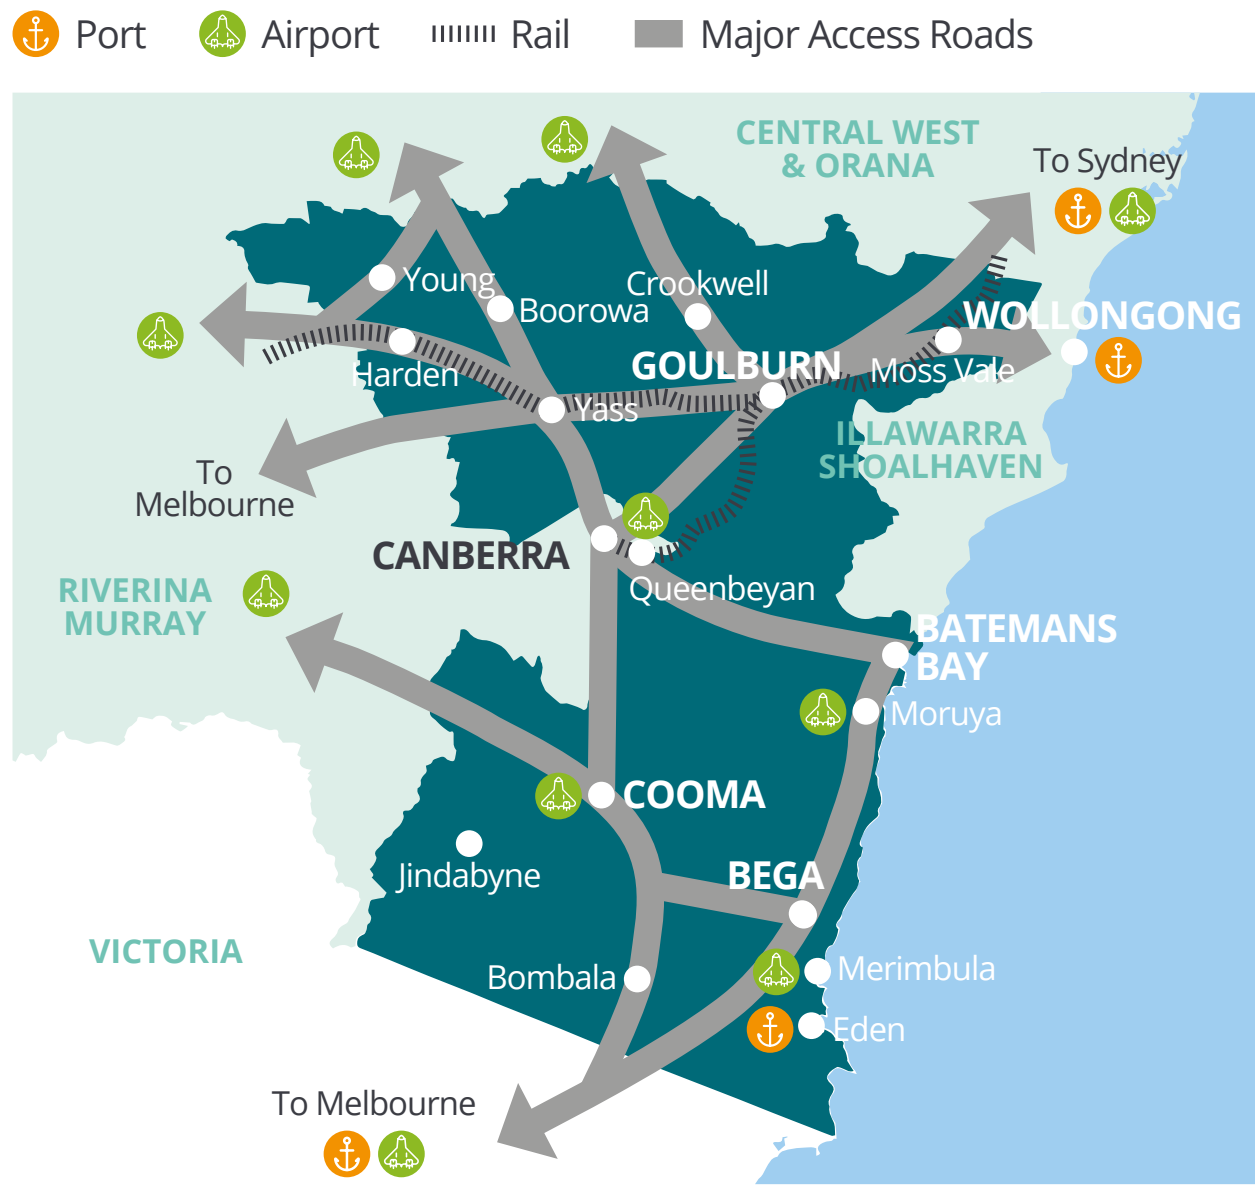 Port
Airport
Rail
Major Access Roads
CENTRAL WEST
& ORANA
To Sydney
Young
Crookwell
Boorowa
WOLLONGONG
GOULBURN
Moss Vale
Harden
Yass
ILLAWARRA
SHOALHAVEN
To
Melbourne
CANBERRA
Queenbeyan
RIVERINA
MURRAY
BATEMANS
BAY
Moruya
COOMA
Jindabyne
BEGA
VICTORIA
Bombala
Merimbula
Eden
To Melbourne